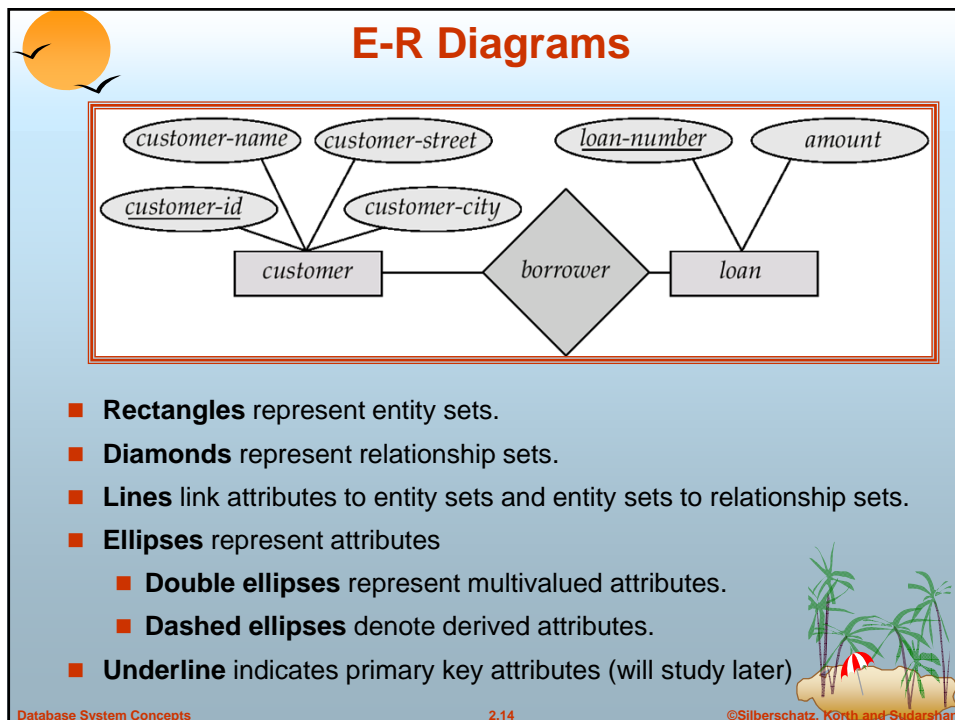 E-R Diagrams
customer-name customer-street loan-number amount
customer-id customer-city
customer borrower loan
Rectangles represent entity sets.
Diamonds represent relationship sets.
Lines link attributes to entity sets and entity sets to relationship sets.
Ellipses represent attributes
Double ellipses represent multivalued attributes.
Dashed ellipses denote derived attributes.
Underline indicates primary key attributes (will study later)
Database System Concepts 2.14 ©Silberschatz, Korth and Sudarshan